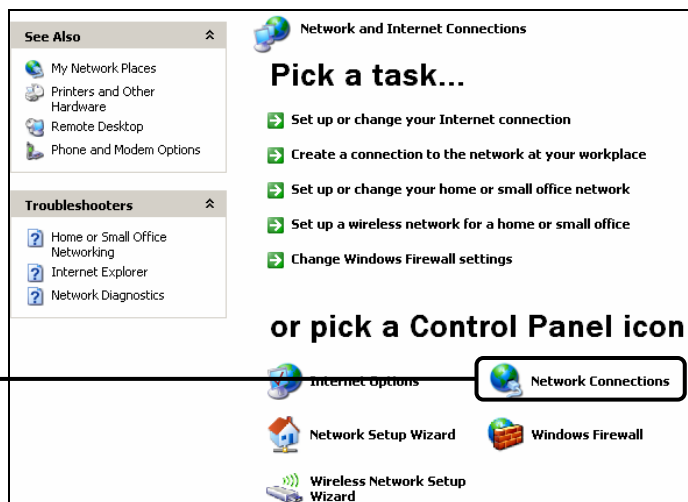 See Also
My Network Places
Printers and Other
Hardware
Remote Desktop
Phone and Modem Options
Troubleshooters
Home or Small Office
Networking
Internet Explorer
Network Diagnostics
Network and Internet Connections
Pick a task...
Set up or change your Internet connection
Create a connection to the network at your workplace
Set up or change your home or small office network
Set up a wireless network for a home or small office
Change Windows Firewall settings
or pick a Control Panel icon
Internet Options
Network Connections
Network Setup Wizard
Windows Firewall
Wireless Network Setup
Wizard